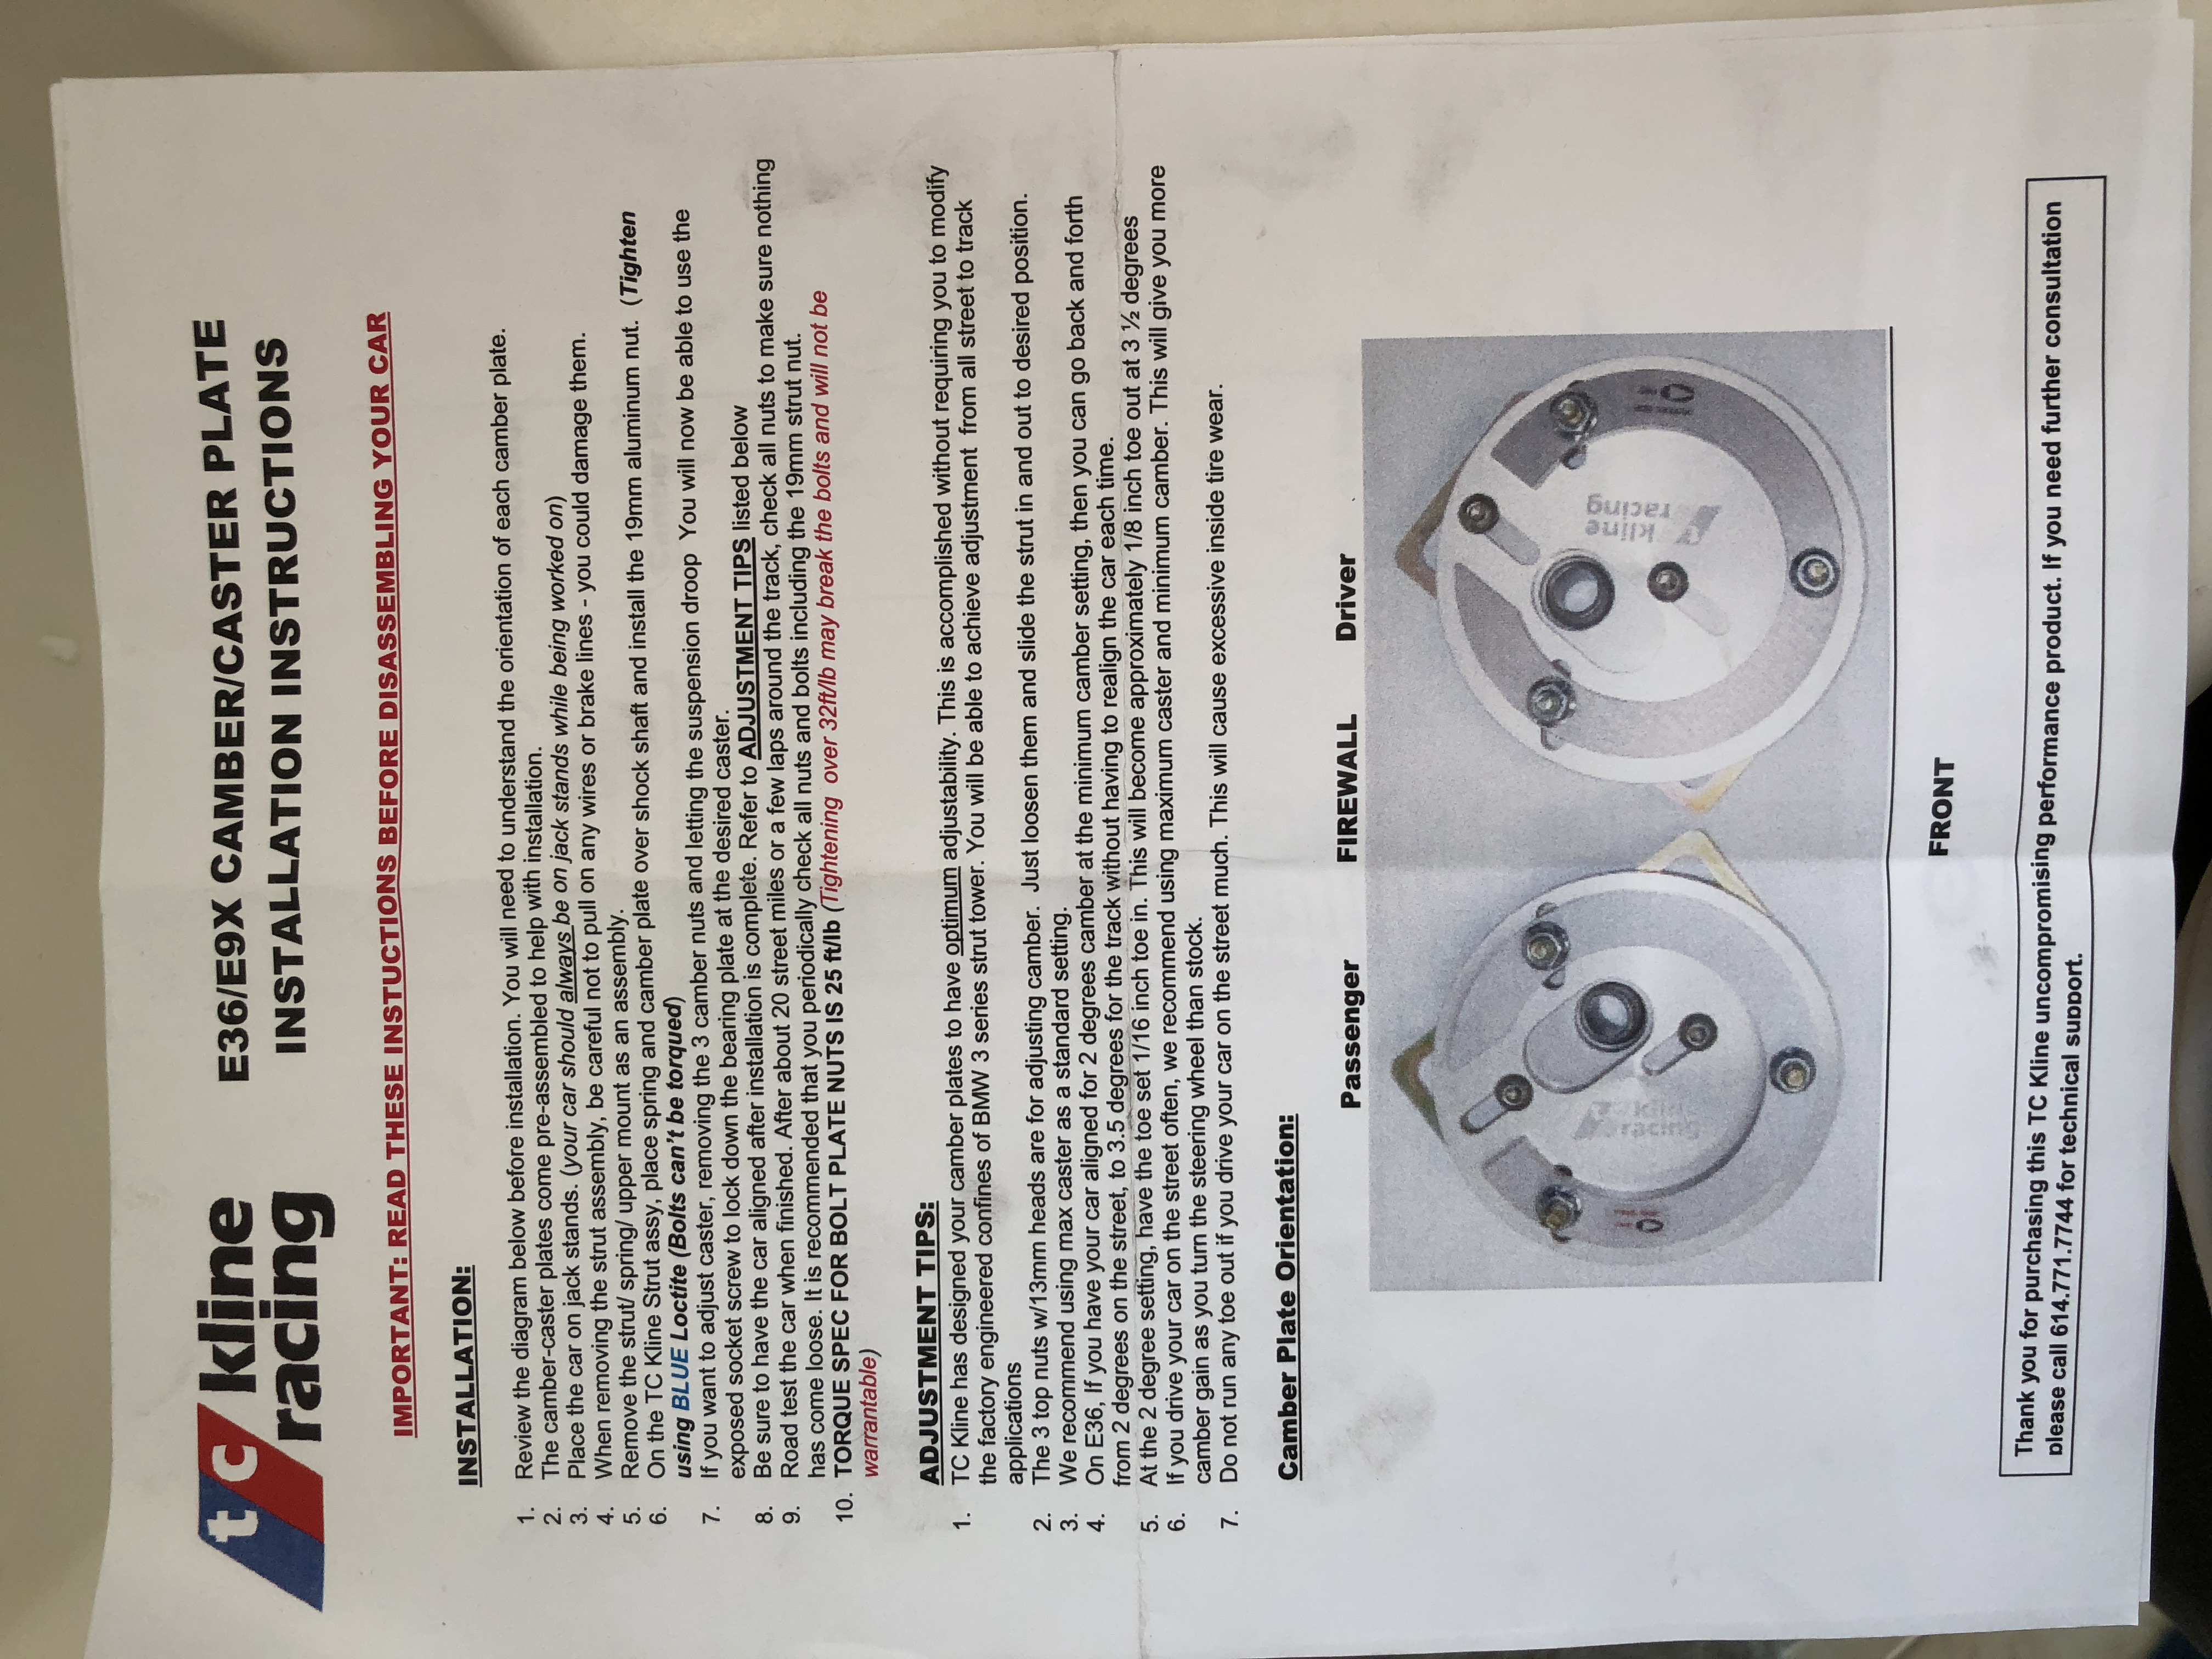 tc kline
racing
E36/E9X CAMBER/CASTER PLATE
INSTALLATION INSTRUCTIONS
IMPORTANT: READ THESE INSTUCTIONS BEFORE DISASSEMBLING YOUR CAR
INSTALLATION:
1. Review the diagram below before installation. You will need to understand the orientation of each camber plate.
2. The camber-caster plates come pre-assembled to help with installation.
3. Place the car on jack stands. (your car should always be on jack stands while being worked on)
4. When removing the strut assembly, be careful not to pull on any wires or brake lines - you could damage them.
5. Remove the strut/ spring/ upper mount as an assembly.
6. On the TC Kline Strut assy, place spring and camber plate over shock shaft and install the 19mm aluminum nut. (Tighten
using BLUE Loctite (Bolts can't be torqued)
7. If you want to adjust caster, removing the 3 camber nuts and letting the suspension droop You will now be able to use the
exposed socket screw to lock down the bearing plate at the desired caster.
8. Be sure to have the car aligned after installation is complete. Refer to ADJUSTMENT TIPS listed below
9. Road test the car when finished. After about 20 street miles or a few laps around the track, check all nuts to make sure nothing
has come loose. It is recommended that you periodically check all nuts and bolts including the 19mm strut nut.
10. TORQUE SPEC FOR BOLT PLATE NUTS IS 25 ft/lb (Tightening over 32ft/lb may break the bolts and will not be
warrantable)
ADJUSTMENT TIPS:
1. TC Kline has designed your camber plates to have optimum adjustability. This is accomplished without requiring you to modify
the factory engineered confines of BMW 3 series strut tower. You will be able to achieve adjustment from all street to track
applications
2. The 3 top nuts w/13mm heads are for adjusting camber. Just loosen them and slide the strut in and out to desired position.
3. We recommend using max caster as a standard setting.
4. On E36, If you have your car aligned for 2 degrees camber at the minimum camber setting, then you can go back and forth
from 2 degrees on the street, to 3.5 degrees for the track without having to realign the car each time.
5. At the 2 degree setting, have the toe set 1/16 inch toe in. This will become approximately 1/8 inch toe out at 3 ½ degrees
6. If you drive your car on the street often, we recommend using maximum caster and minimum camber. This will give you more
camber gain as you turn the steering wheel than stock.
7. Do not run any toe out if you drive your car on the street much. This will cause excessive inside tire wear.
Camber Plate Orientation:
Passenger FIREWALL Driver
kline
racing
kline
racing
FRONT
Thank you for purchasing this TC Kline uncompromising performance product. If you need further consultation
please call 614.771.7744 for technical support.